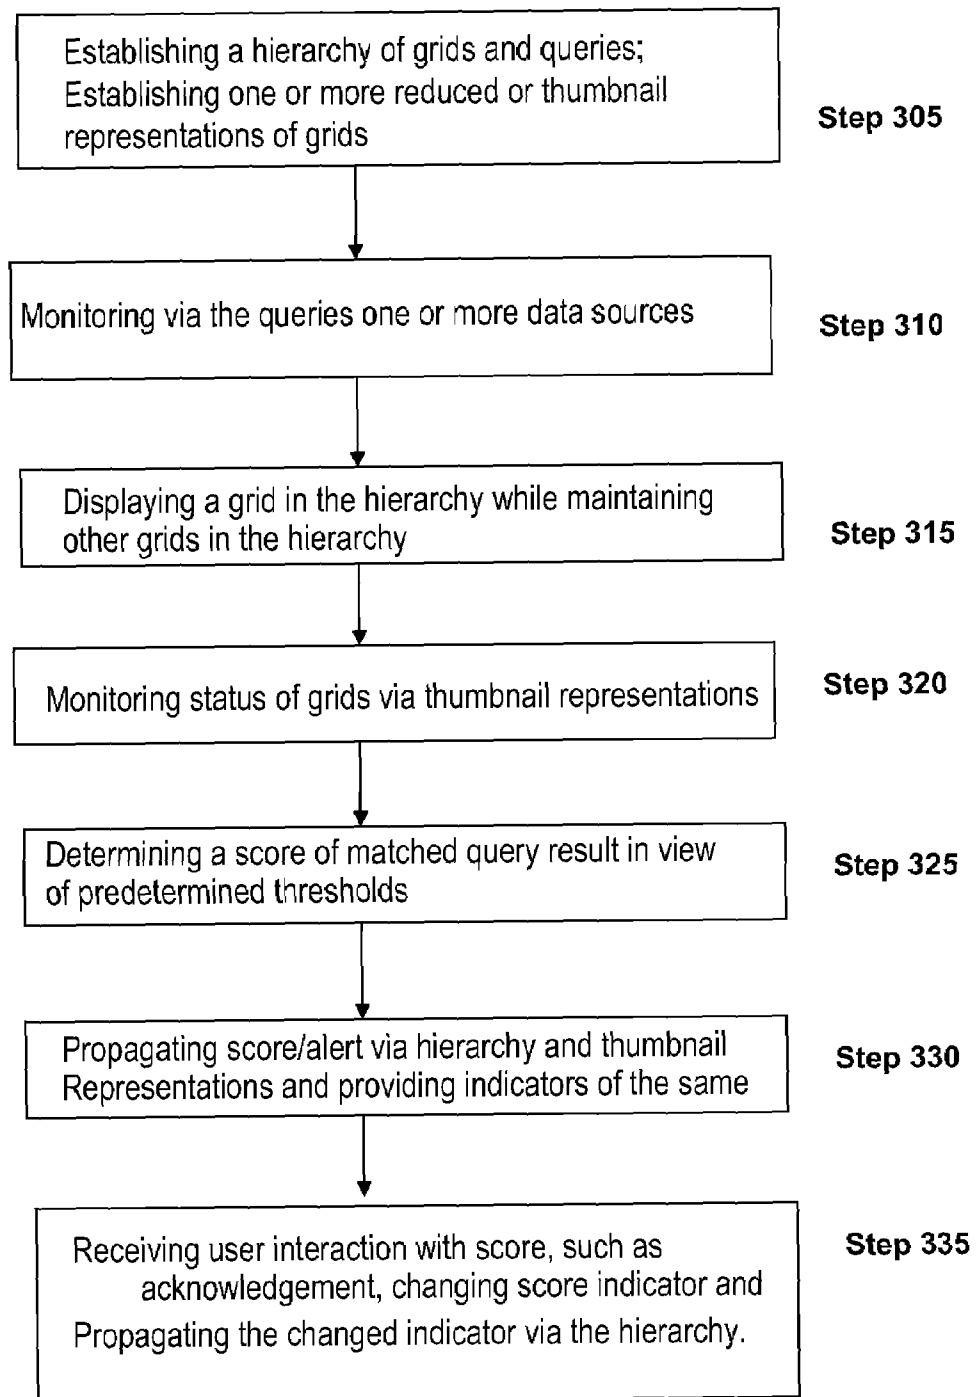 Establishing a hierarchy of grids and queries;
Establishing one or more reduced or thumbnail
representations of grids
Step 305
Monitoring via the queries one or more data sources
Step 310
Displaying a grid in the hierarchy while maintaining
other grids in the hierarchy
Step 315
Monitoring status of grids via thumbnail representations
Step 320
Determining a score of matched query result in view
of predetermined thresholds
Step 325
Propagating score/alert via hierarchy and thumbnail
Representations and providing indicators of the same
Step 330
Receiving user interaction with score, such as
acknowledgement, changing score indicator and
Propagating the changed indicator via the hierarchy.
Step 335